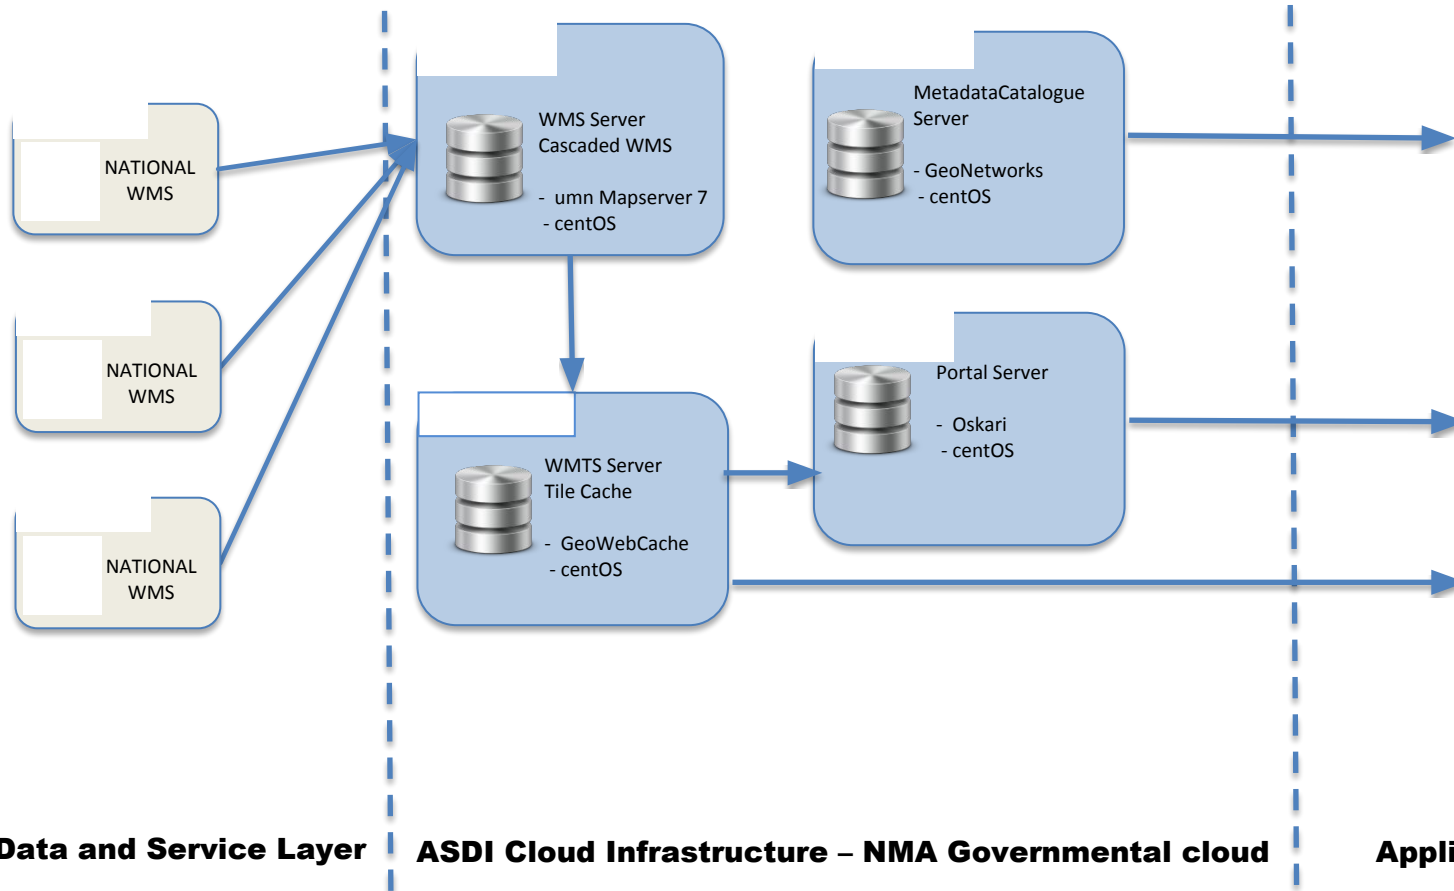 NATIONAL
WMS
NATIONAL
WMS
NATIONAL
WMS
WMS Server
Cascaded WMS
- umn Mapserver 7
- centOS
WMTS Server
Tile Cache
- GeoWebCache
- centOS
MetadataCatalogue
Server
- GeoNetworks
- centOS
Portal Server
- Oskari
- centOS
Data and Service Layer
ASDI Cloud Infrastructure – NMA Governmental cloud
Appli